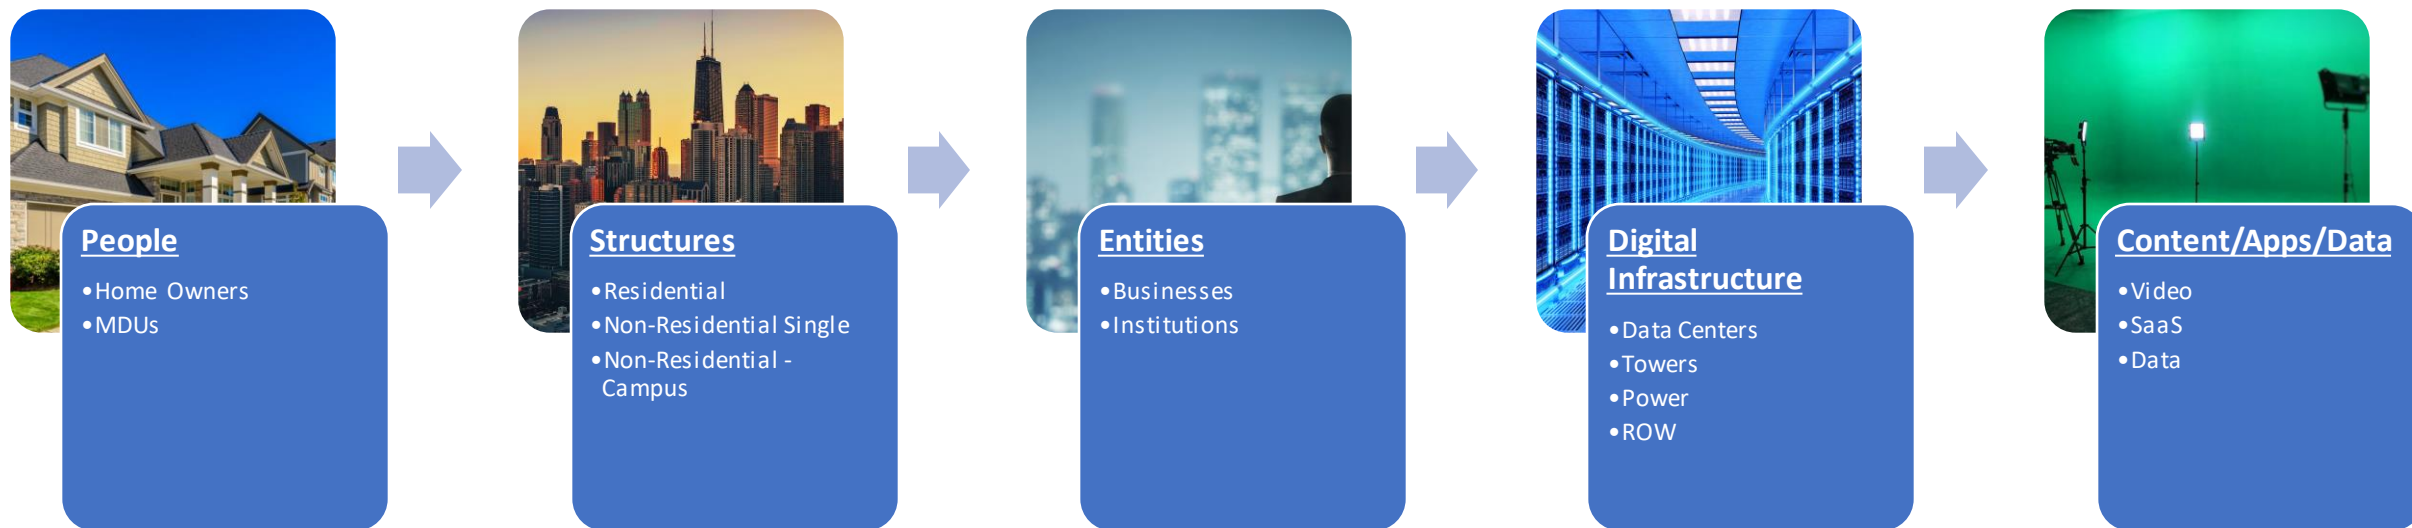 People
•Home Owners
•MDUs
Structures
•Residential
•Non-Residential Single
•Non-Residential -
Campus
Entities
•Businesses
•Institutions
Digital
Infrastructure
•Data Centers
•Towers
•Power
•ROW
Content/Apps/Data
•Video
•SaaS
•Data